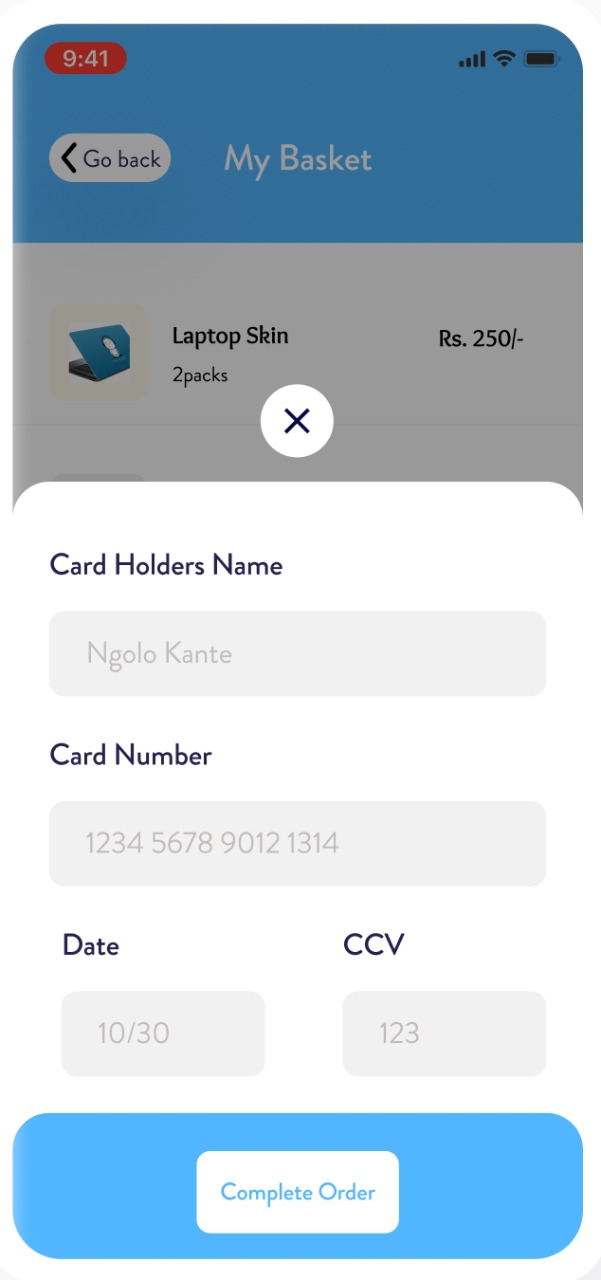 9:41
Go back
My Basket
Laptop Skin
Rs. 250/-
2packs
Card Holders Name
Ngolo Kante
Card Number
1234 5678 9012 1314
Date
CCV
10/30
123
Complete Order